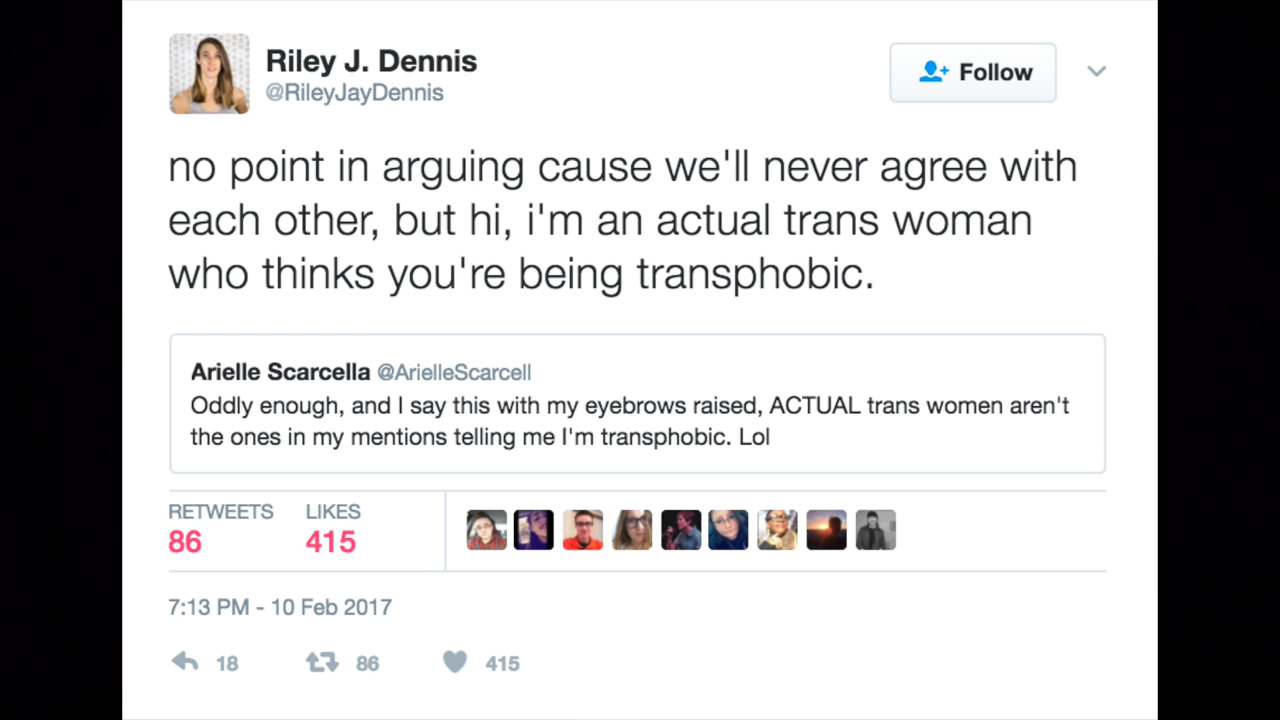 Riley J. Dennis
@RileyJayDennis
Follow
no point in arguing cause we'll never agree with
each other, but hi, i'm an actual trans woman
who thinks you're being transphobic.
Arielle Scarcella @ArielleScarcell
Oddly enough, and I say this with my eyebrows raised, ACTUAL trans women aren't
the ones in my mentions telling me I'm transphobic. Lol
RETWEETS LIKES
86 415
7:13 PM - 10 Feb 2017
18 86 415